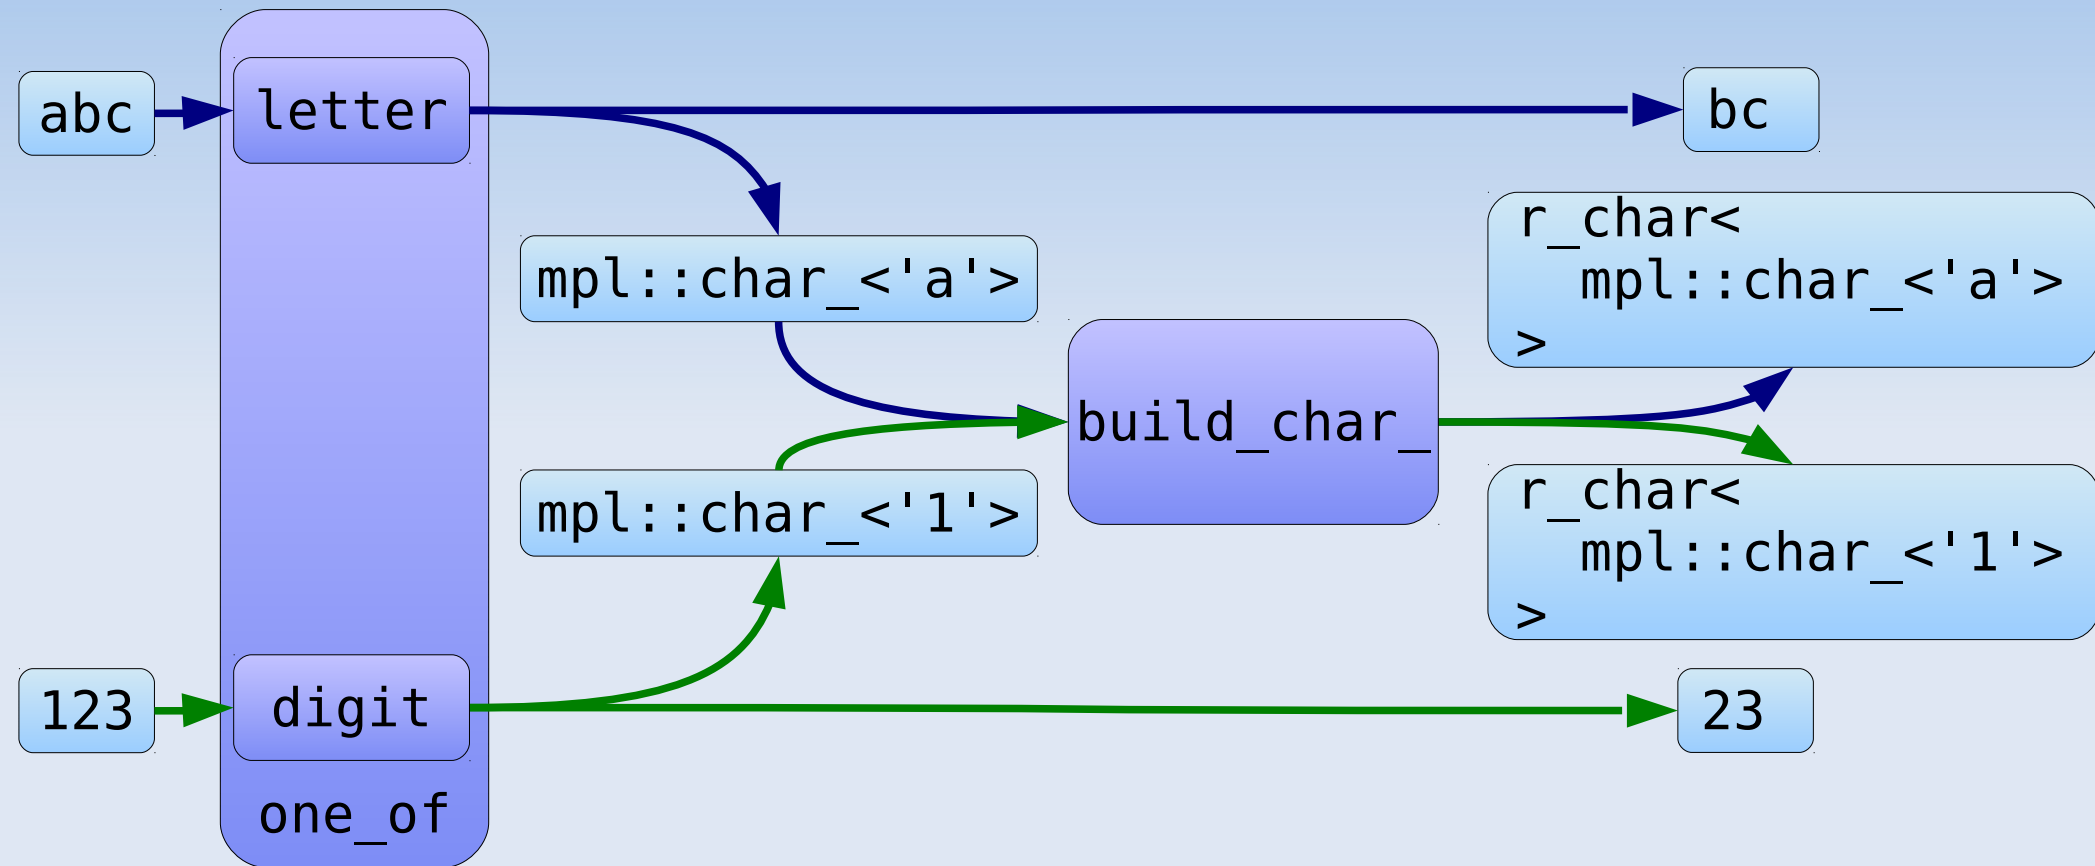 abc
letter
bc
mpl::char_<'a'>
r_char<
  mpl::char_<'a'>
>
build_char_
mpl::char_<'1'>
r_char<
  mpl::char_<'1'>
>
123
digit
23
one_of